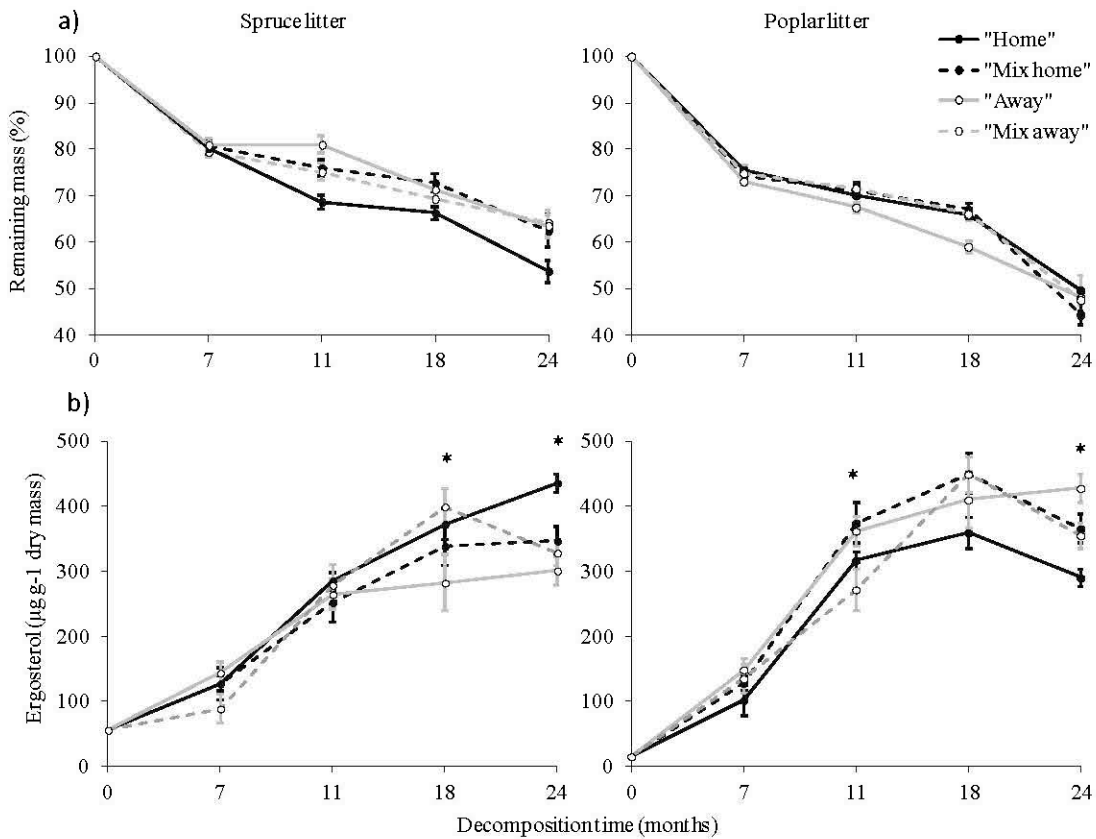 a)
Spruce litter
Poplar litter
"Home"
"Mix home"
"Away"
"Mix away"
Remaining mass (%)
100
90
80
70
60
50
40
0 7 11 18 24
100
90
80
70
60
50
40
0 7 11 18 24
b)
Ergosterol (µg g-1 dry mass)
500
400
300
200
100
0
* *
0 7 11 18 24
500
400
300
200
100
0
* *
0 7 11 18 24
Decomposition time (months)